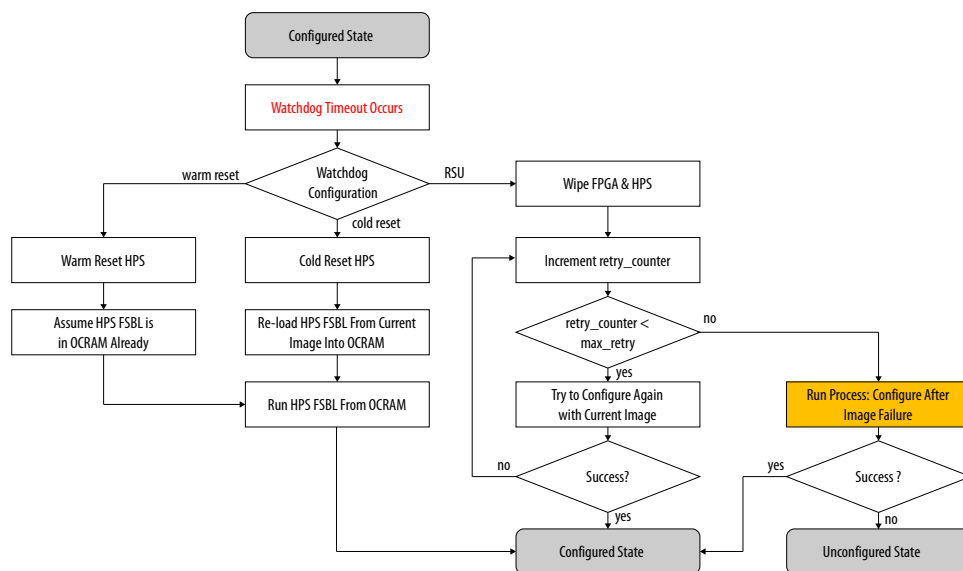 Configured State
Watchdog Timeout Occurs
Watchdog
Configuration
warm reset
RSU
cold reset
Wipe FPGA & HPS
Warm Reset HPS
Cold Reset HPS
Increment retry_counter
Assume HPS FSBL is
in OCRAM Already
Re-load HPS FSBL From Current
Image Into OCRAM
retry_counter <
max_retry
no
yes
Run HPS FSBL From OCRAM
Try to Configure Again
with Current Image
Run Process: Configure After
Image Failure
no
Success?
yes
yes
Success ?
no
Configured State
Unconfigured State